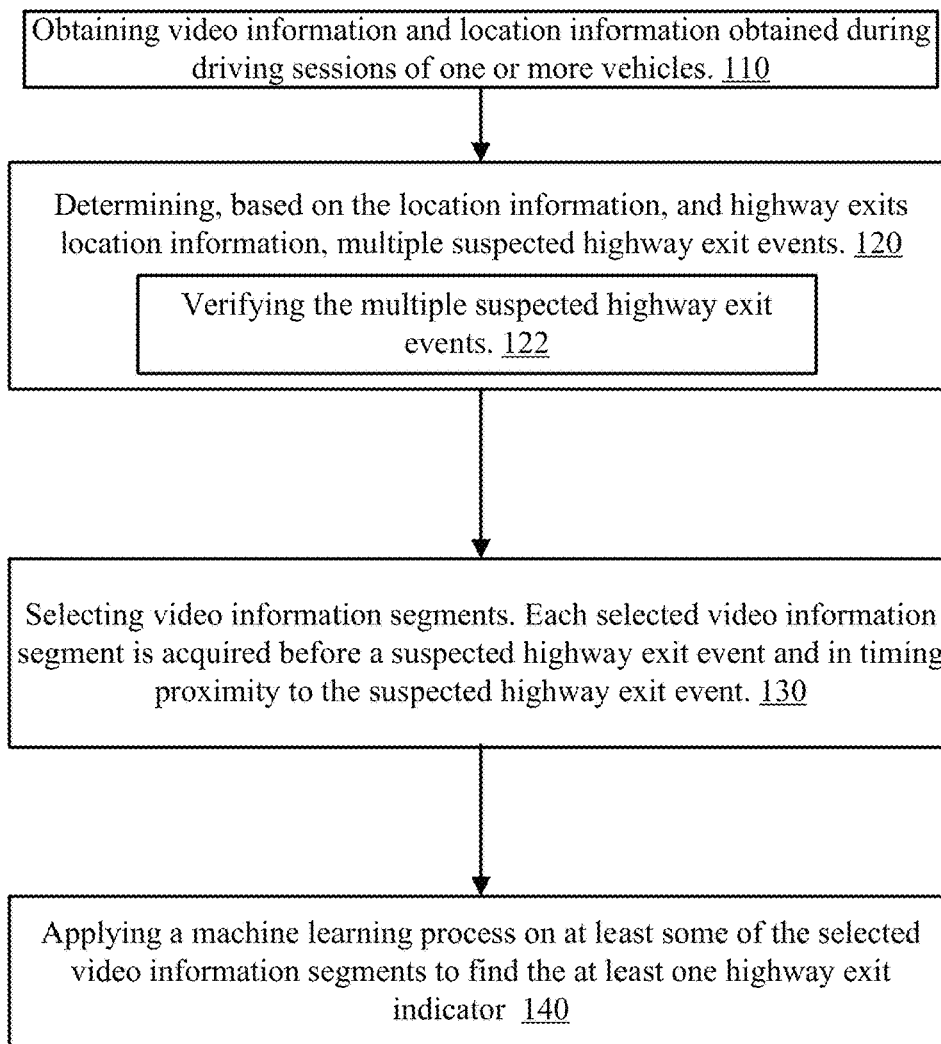 Obtaining video information and location information obtained during
driving sessions of one or more vehicles. 110
Determining, based on the location information, and highway exits
location information, multiple suspected highway exit events. 120
Verifying the multiple suspected highway exit
events. 122
Selecting video information segments. Each selected video information
segment is acquired before a suspected highway exit event and in timing
proximity to the suspected highway exit event. 130
Applying a machine learning process on at least some of the selected
video information segments to find the at least one highway exit
indicator 140